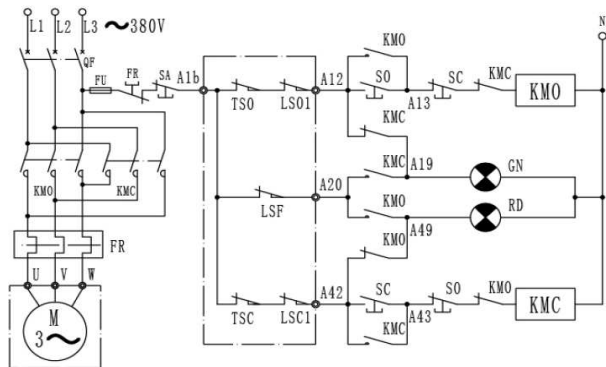 L1 L2 L3 ~380V
N
QF
FU FR SA A1b
TSO LSO1 A12
KMO
SO A13 SC KMC KMO
KMC
KMO KMC
LSF A20
KMC A19 GN
KMO RD
A49
KMO
FR
U V W
M
3~
TSC LSC1 A42
SC A43 SO KMO KMC
KMC